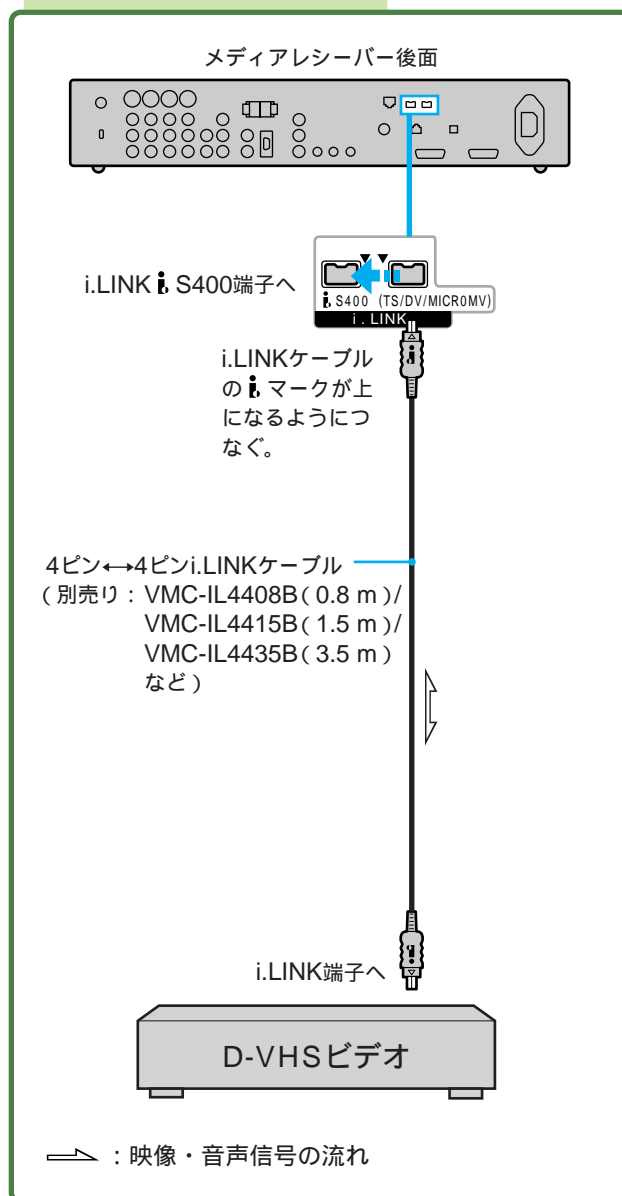 メディアレシーバー後面
i.LINK i. S400端子へ
i. S400 (TS/DV/MICR0MV)
i.LINK
i.LINKケーブル
の i. マークが上
になるようにつ
なぐ。
4ピン↔4ピンi.LINKケーブル
(別売り: VMC-IL4408B(0.8 m)/
VMC-IL4415B(1.5 m)/
VMC-IL4435B(3.5 m)
など)
i.LINK端子へ
D-VHSビデオ
:映像・音声信号の流れ